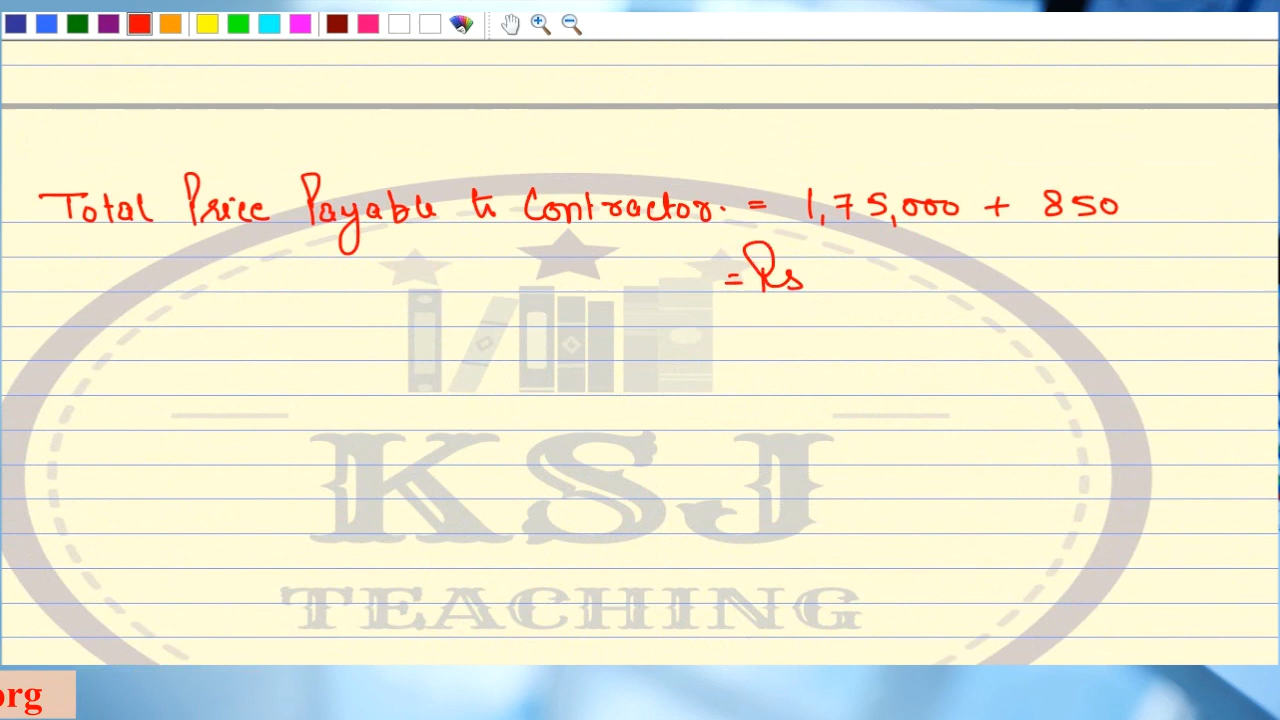 Total Price Payable to Contractor. = 1,75,000 + 850
= Rs
KSJ
TEACHING
org